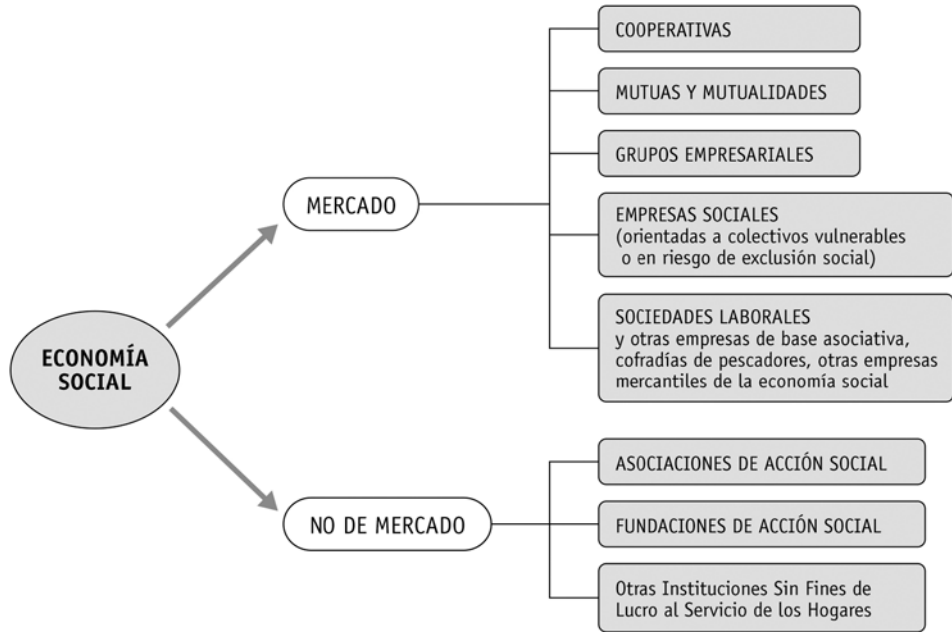 ECONOMÍA
SOCIAL
MERCADO
COOPERATIVAS
MUTUAS Y MUTUALIDADES
GRUPOS EMPRESARIALES
EMPRESAS SOCIALES
(orientadas a colectivos vulnerables
o en riesgo de exclusión social)
SOCIEDADES LABORALES
y otras empresas de base asociativa,
cofradías de pescadores, otras empresas
mercantiles de la economía social
NO DE MERCADO
ASOCIACIONES DE ACCIÓN SOCIAL
FUNDACIONES DE ACCIÓN SOCIAL
Otras Instituciones Sin Fines de
Lucro al Servicio de los Hogares